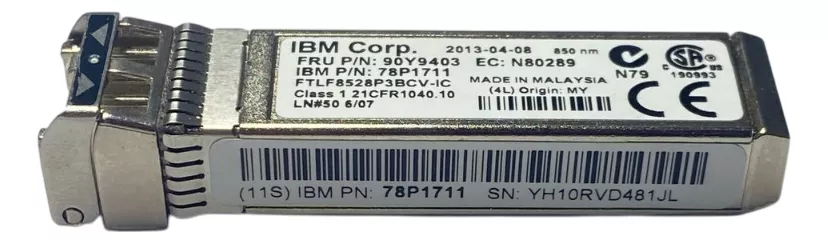 IBM Corp. 2013-04-08 850 nm
FRU P/N: 90Y9403 EC: N80289
IBM P/N: 78P1711
FTLF8528P3BCV-IC
Class 1 21CFR1040.10
LN#50 6/07
MADE IN MALAYSIA
(4L) Origin: MY
N79
SA
C US
190993
CE
(11S) IBM PN: 78P1711 SN: YH10RVD481JL